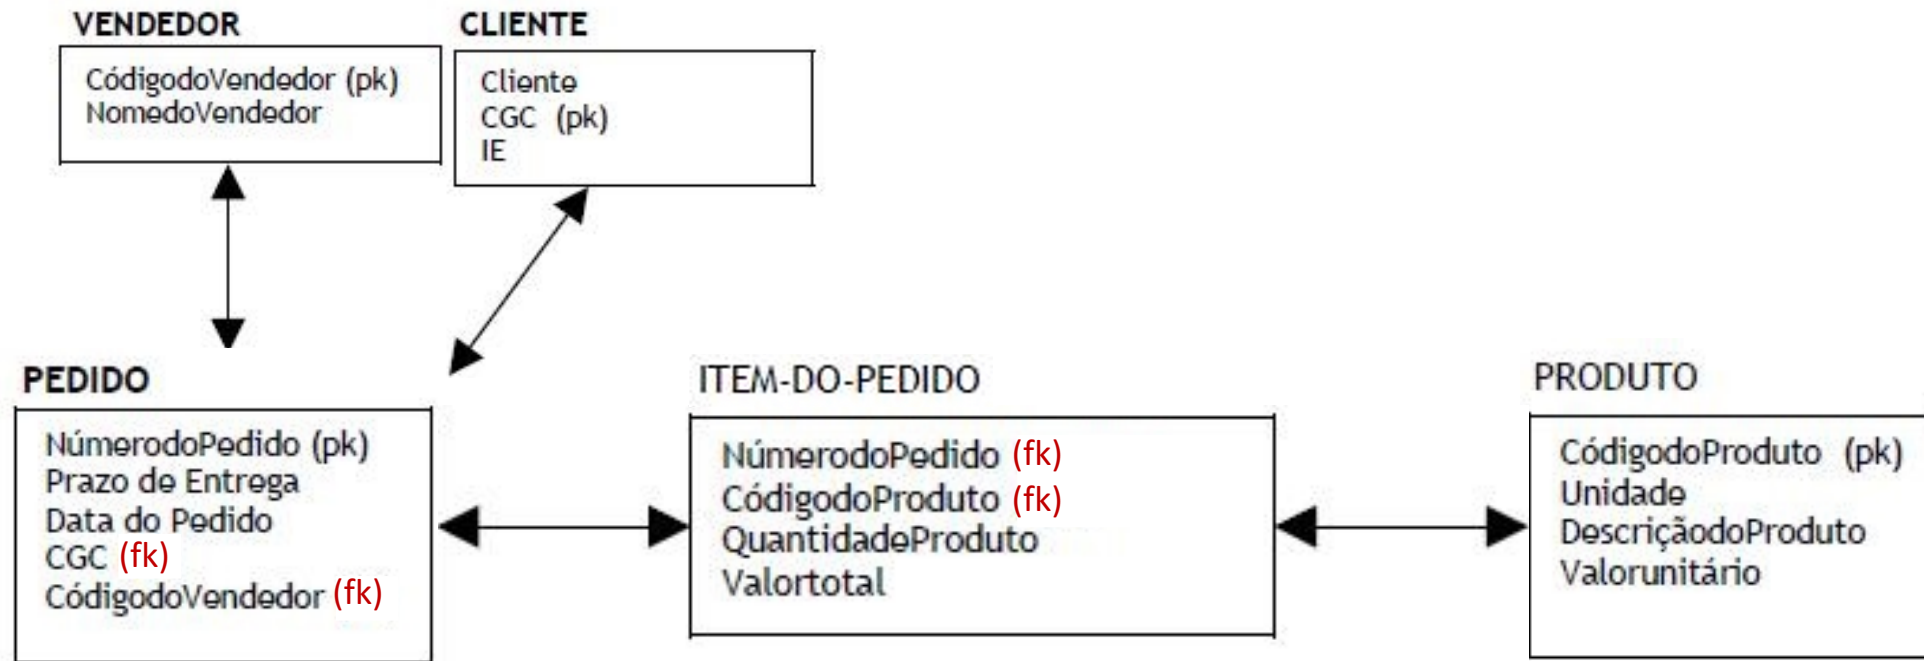 VENDEDOR
CódigodoVendedor (pk)
NomedoVendedor
CLIENTE
Cliente
CGC (pk)
IE
PEDIDO
NúmerodoPedido (pk)
Prazo de Entrega
Data do Pedido
CGC (fk)
CódigodoVendedor (fk)
ITEM-DO-PEDIDO
NúmerodoPedido (fk)
CódigodoProduto (fk)
QuantidadeProduto
Valortotal
PRODUTO
CódigodoProduto (pk)
Unidade
DescriçãodoProduto
Valorunitário